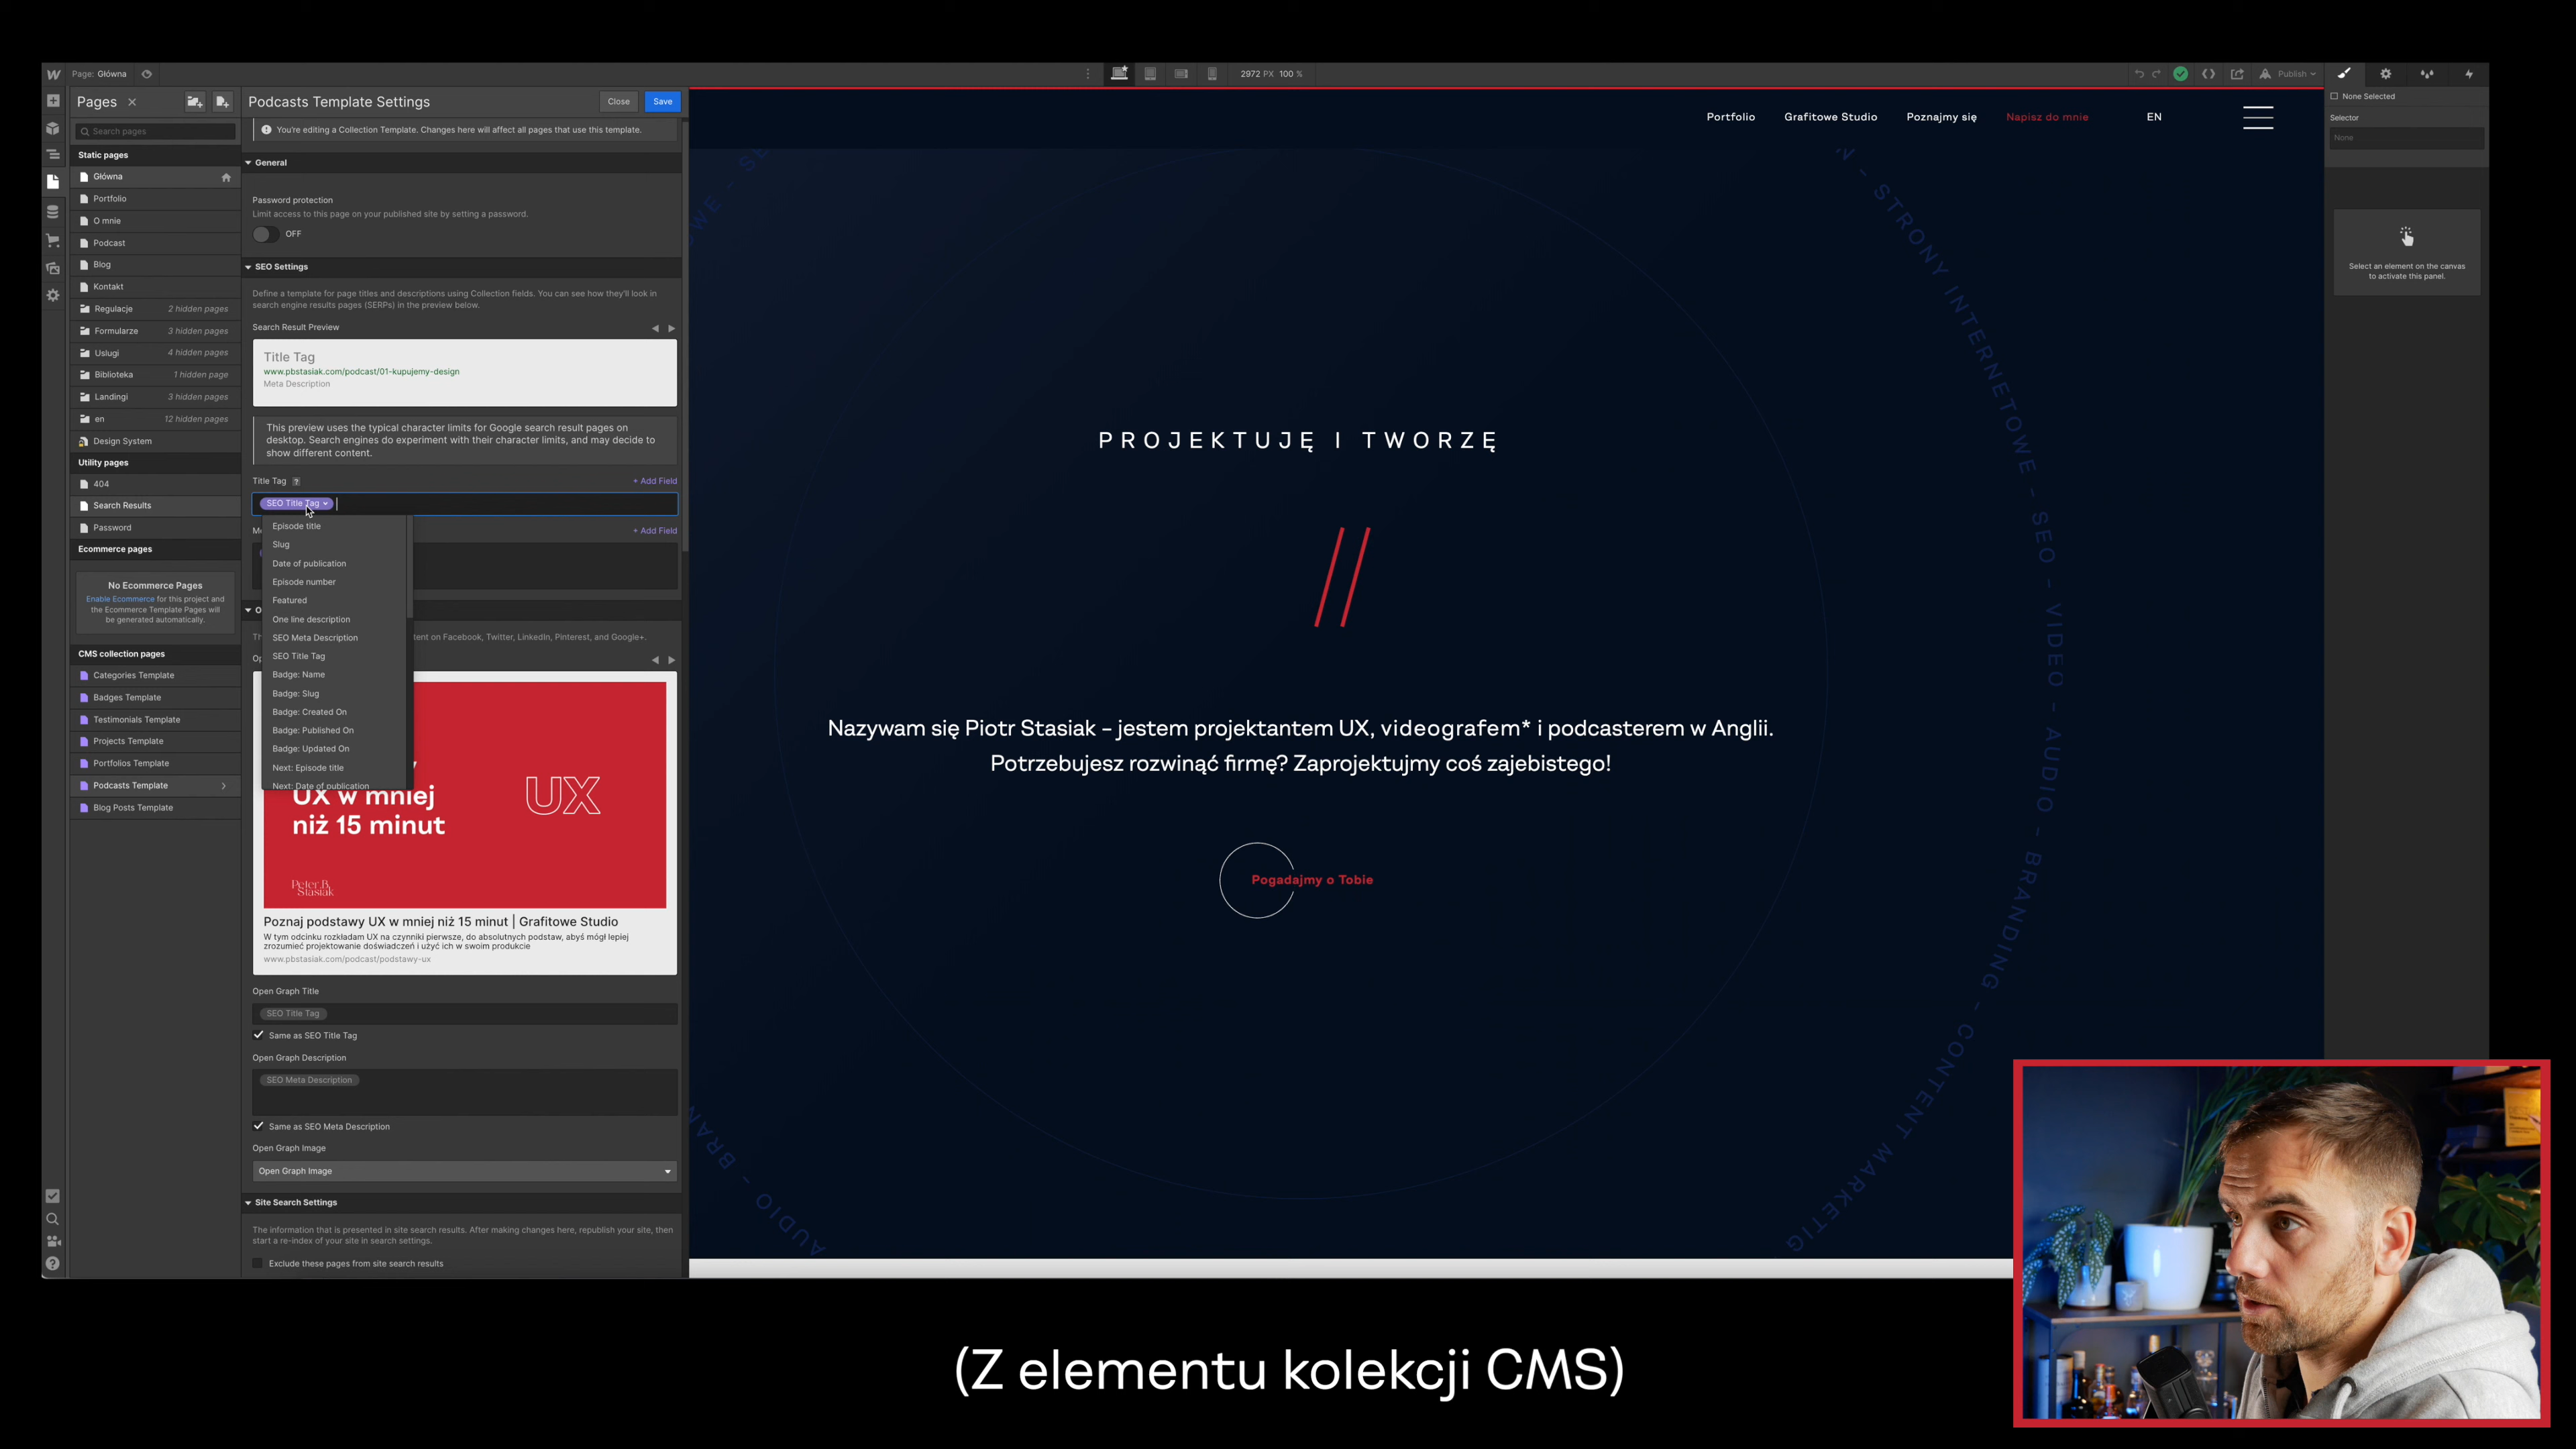 Page: Główna
2972 PX 100 %
Publish
Pages
Search pages
Static pages
Główna
Portfolio
O mnie
Podcast
Blog
Kontakt
Regulacje 2 hidden pages
Formularze 3 hidden pages
Uslugi 4 hidden pages
Biblioteka 1 hidden page
Landingi 3 hidden pages
en 12 hidden pages
Design System
Utility pages
404
Search Results
Password
Ecommerce pages
No Ecommerce Pages
Enable Ecommerce for this project and
the Ecommerce Template Pages will
be generated automatically.
CMS collection pages
Categories Template
Badges Template
Testimonials Template
Projects Template
Portfolios Template
Podcasts Template
Blog Posts Template
Podcasts Template Settings
Close
Save
You're editing a Collection Template. Changes here will affect all pages that use this template.
General
Password protection
Limit access to this page on your published site by setting a password.
OFF
SEO Settings
Define a template for page titles and descriptions using Collection fields. You can see how they'll look in
search engine results pages (SERPs) in the preview below.
Search Result Preview
Title Tag
www.pbstasiak.com/podcast/01-kupujemy-design
Meta Description
This preview uses the typical character limits for Google search result pages on
desktop. Search engines do experiment with their character limits, and may decide to
show different content.
Title Tag ? + Add Field
SEO Title Tag
+ Add Field
Episode title
Slug
Date of publication
Episode number
Featured
One line description
SEO Meta Description
SEO Title Tag
Badge: Name
Badge: Slug
Badge: Created On
Badge: Published On
Badge: Updated On
Next: Episode title
Next: Date of publication
on Facebook, Twitter, LinkedIn, Pinterest, and Google+.
UX w mniej
niż 15 minut
UX
Peter B.
Stasiak
Poznaj podstawy UX w mniej niż 15 minut | Grafitowe Studio
W tym odcinku rozkładam UX na czynniki pierwsze, do absolutnych podstaw, abyś mógł lepiej
zrozumieć projektowanie doświadczeń i użyć ich w swoim produkcie
www.pbstasiak.com/podcast/podstawy-ux
Open Graph Title
SEO Title Tag
Same as SEO Title Tag
Open Graph Description
SEO Meta Description
Same as SEO Meta Description
Open Graph Image
Open Graph Image
Site Search Settings
The information that is presented in site search results. After making changes here, republish your site, then
start a re-index of your site in search settings.
Exclude these pages from site search results
Portfolio
Grafitowe Studio
Poznajmy się
Napisz do mnie
EN
STRONY INTERNETOWE - SEO - VIDEO - AUDIO - BRANDING - CONTENT MARKETIG
AUDIO - BRAN
PROJEKTUJĘ I TWORZĘ
//
Nazywam się Piotr Stasiak – jestem projektantem UX, videografem* i podcasterem w Anglii.
Potrzebujesz rozwinąć firmę? Zaprojektujmy coś zajebistego!
Pogadajmy o Tobie
None Selected
Selector
None
Select an element on the canvas
to activate this panel.
(Z elementu kolekcji CMS)